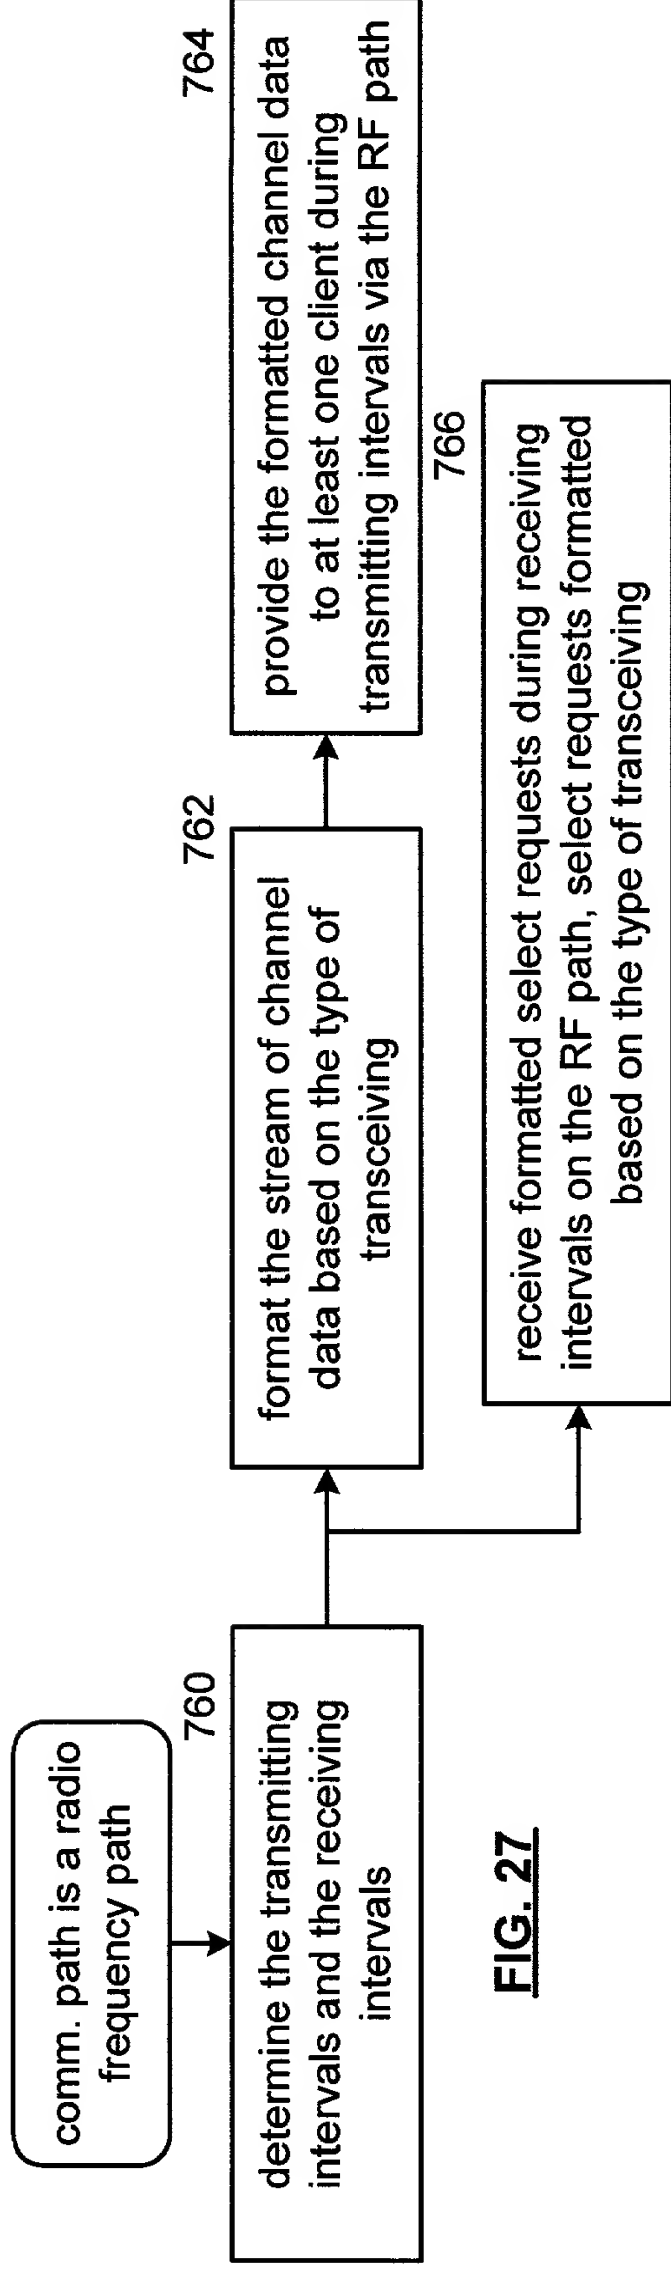 comm. path is a radio
frequency path
760
determine the transmitting
intervals and the receiving
intervals
762
format the stream of channel
data based on the type of
transceiving
764
provide the formatted channel data
to at least one client during
transmitting intervals via the RF path
766
receive formatted select requests during receiving
intervals on the RF path, select requests formatted
based on the type of transceiving
FIG. 27